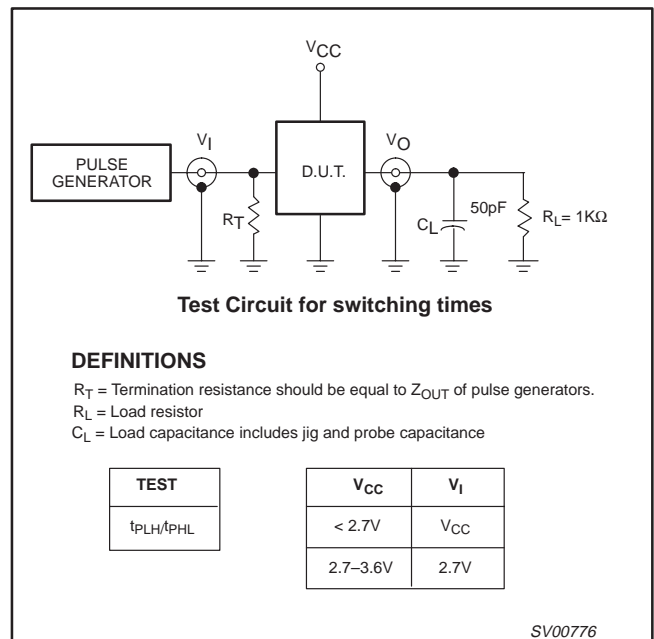 VCC
PULSE GENERATOR
VI
D.U.T.
VO
RT
CL
50pF
RL= 1KΩ
Test Circuit for switching times
DEFINITIONS
RT = Termination resistance should be equal to ZOUT of pulse generators.
RL = Load resistor
CL = Load capacitance includes jig and probe capacitance
TEST
tPLH/tPHL
VCC VI
< 2.7V VCC
2.7–3.6V 2.7V
SV00776